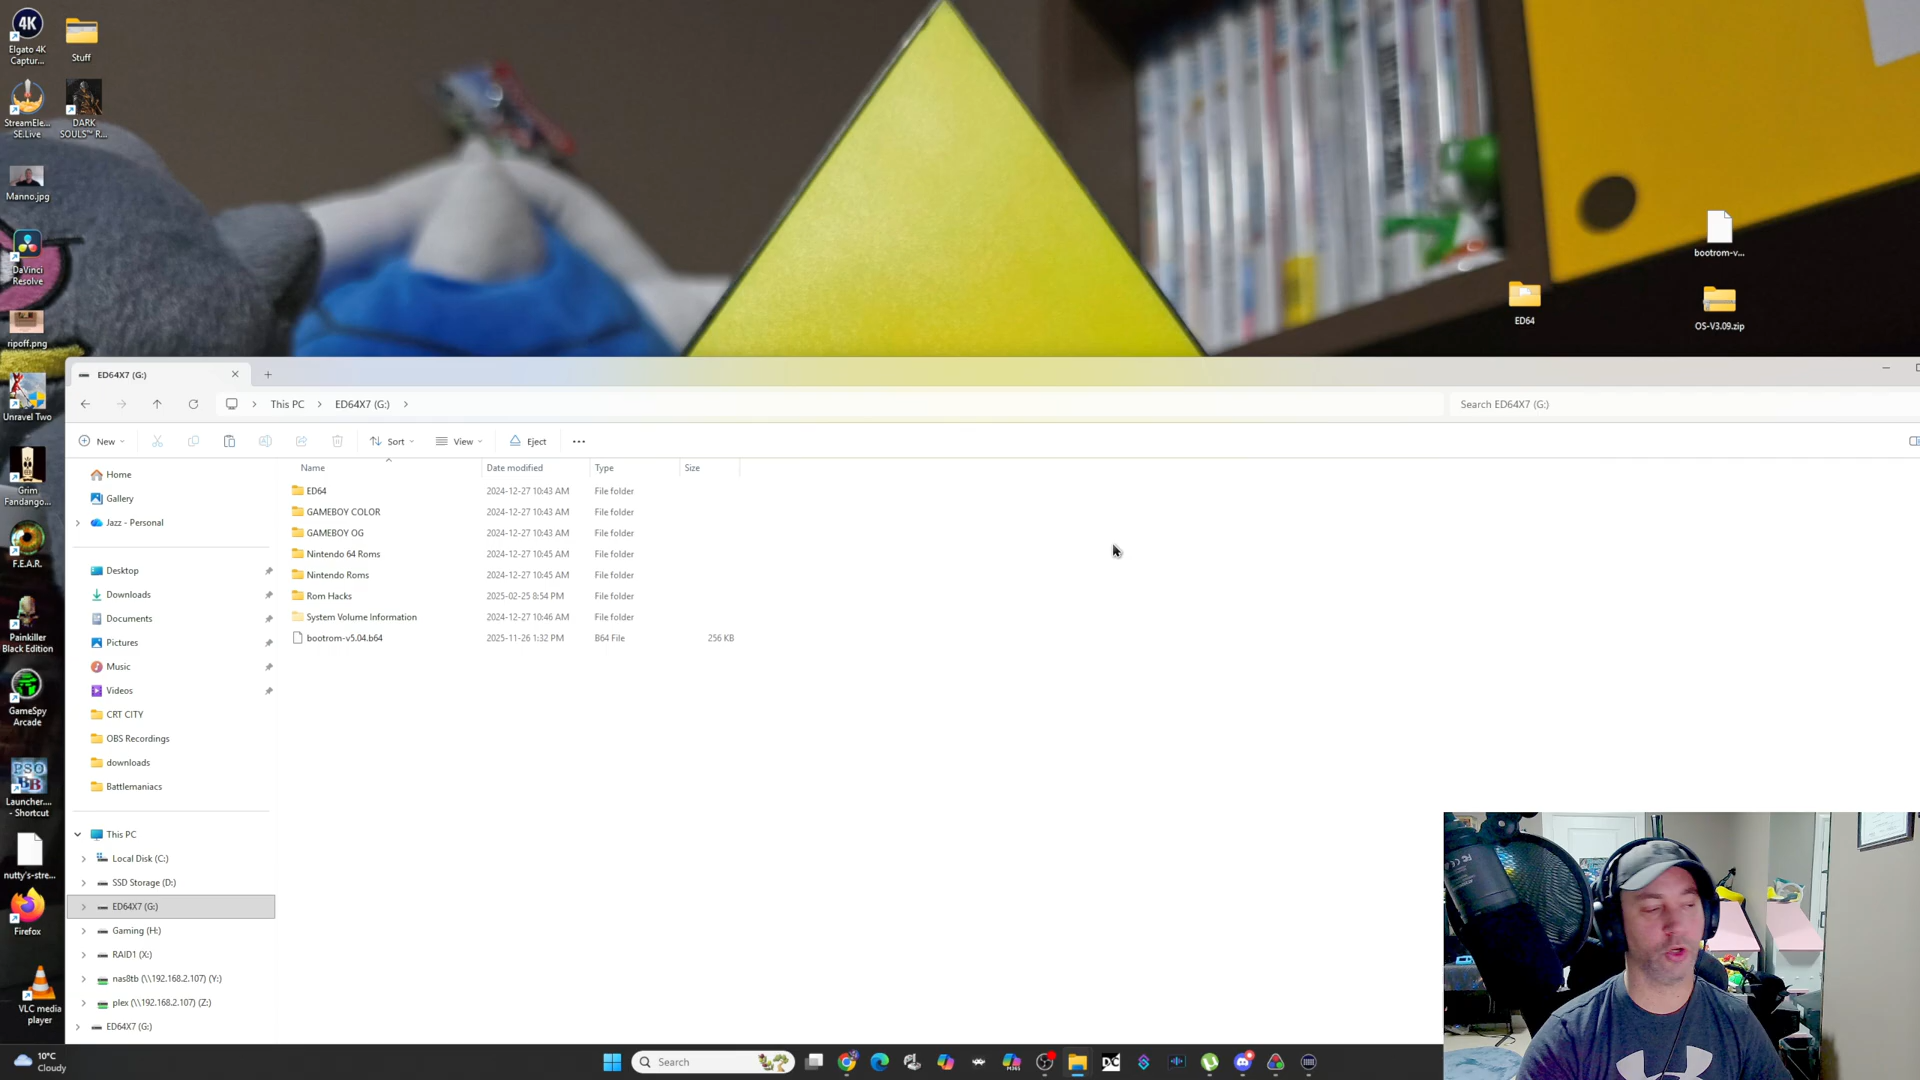 4K
Elgato 4K
Captur...
Stuff
StreamEle...
SE.Live
DARK
SOULS™ R...
Manno.jpg
DaVinci
Resolve
ripoff.png
Unravel Two
Grim
Fandango...
F.E.A.R.
Painkiller
Black Edition
GameSpy
Arcade
PSO
BB
Launcher....
- Shortcut
nutty's-stre...
Firefox
VLC media
player
bootrom-v...
ED64
OS-V3.09.zip
ED64X7 (G:)
This PC
ED64X7 (G:)
Search ED64X7 (G:)
New
Sort
View
Eject
Name Date modified Type Size
ED64 2024-12-27 10:43 AM File folder
GAMEBOY COLOR 2024-12-27 10:43 AM File folder
GAMEBOY OG 2024-12-27 10:43 AM File folder
Nintendo 64 Roms 2024-12-27 10:45 AM File folder
Nintendo Roms 2024-12-27 10:45 AM File folder
Rom Hacks 2025-02-25 8:54 PM File folder
System Volume Information 2024-12-27 10:46 AM File folder
bootrom-v5.04.b64 2025-11-26 1:32 PM B64 File 256 KB
Home
Gallery
Jazz - Personal
Desktop
Downloads
Documents
Pictures
Music
Videos
CRT CITY
OBS Recordings
downloads
Battlemaniacs
This PC
Local Disk (C:)
SSD Storage (D:)
ED64X7 (G:)
Gaming (H:)
RAID1 (X:)
nas8tb (\\192.168.2.107) (Y:)
plex (\\192.168.2.107) (Z:)
ED64X7 (G:)
10°C
Cloudy
Search